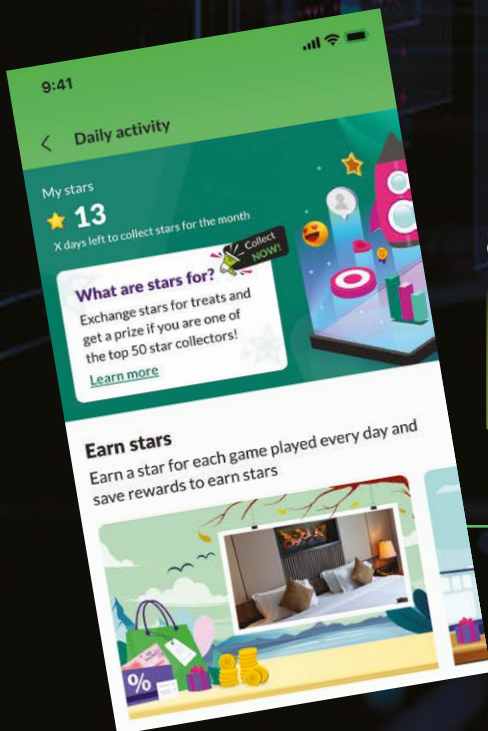 9:41
Daily activity
My stars
13
X days left to collect stars for the month
Collect
NOW!
What are stars for?
Exchange stars for treats and
get a prize if you are one of
the top 50 star collectors!
Learn more
Earn stars
Earn a star for each game played every day and
save rewards to earn stars
%